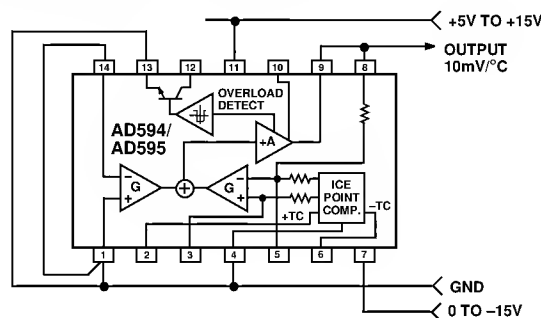 +5V TO +15V
OUTPUT
10mV/°C
14 13 12 11 10 9 8
OVERLOAD
DETECT
AD594/
AD595
+A
–
G
+
–
G
+
ICE
POINT
COMP.
+TC
–TC
1 2 3 4 5 6 7
GND
0 TO –15V